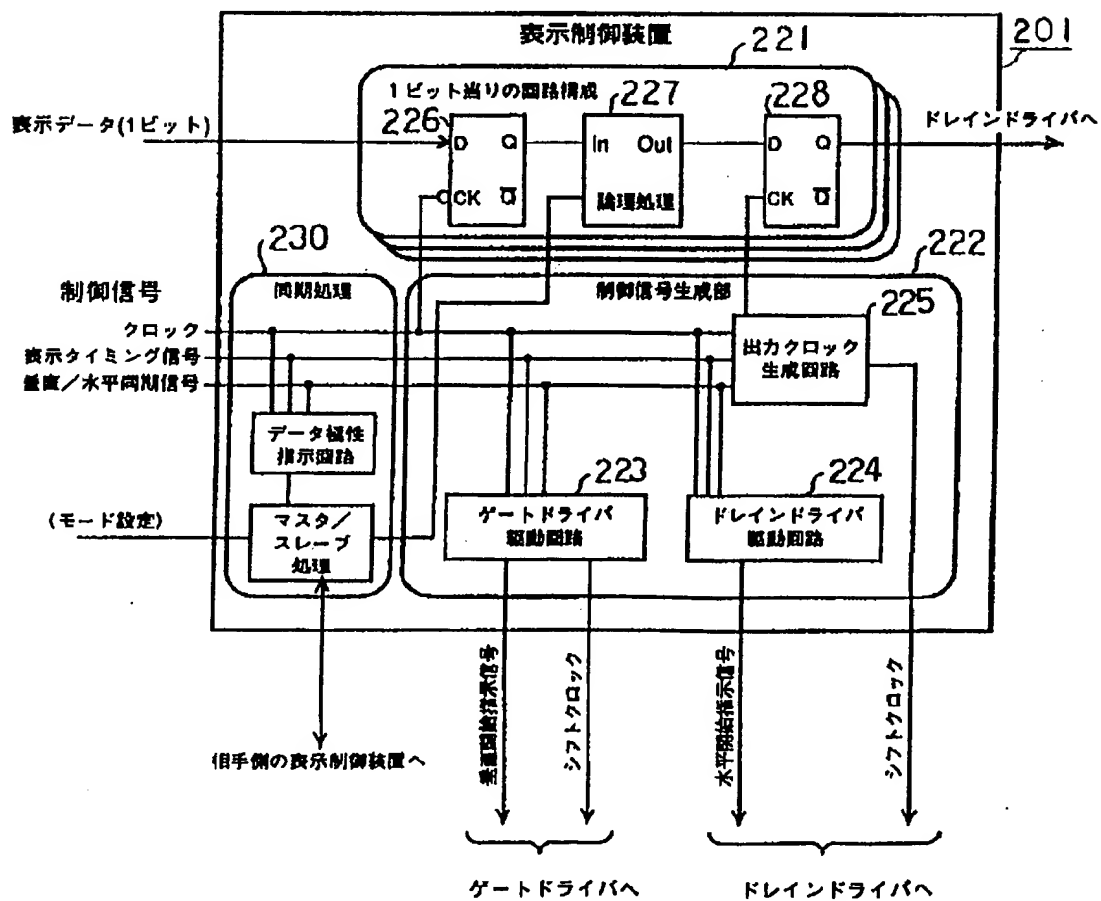 表示制御装置
201
221
1ビット当りの回路構成
227
228
226
表示データ(1ビット)
ドレインドライバへ
D Q
In Out
D Q
CK Q
論理処理
CK Q
230
222
同期処理
制御信号生成部
制御信号
225
クロック
表示タイミング信号
垂直/水平同期信号
出力クロック
生成回路
データ極性
指示回路
223
224
(モード設定)
マスタ/
スレーブ
処理
ゲートドライバ
駆動回路
ドレインドライバ
駆動回路
垂直開始指示信号
シフトクロック
水平開始指示信号
シフトクロック
相手側の表示制御装置へ
ゲートドライバへ
ドレインドライバへ